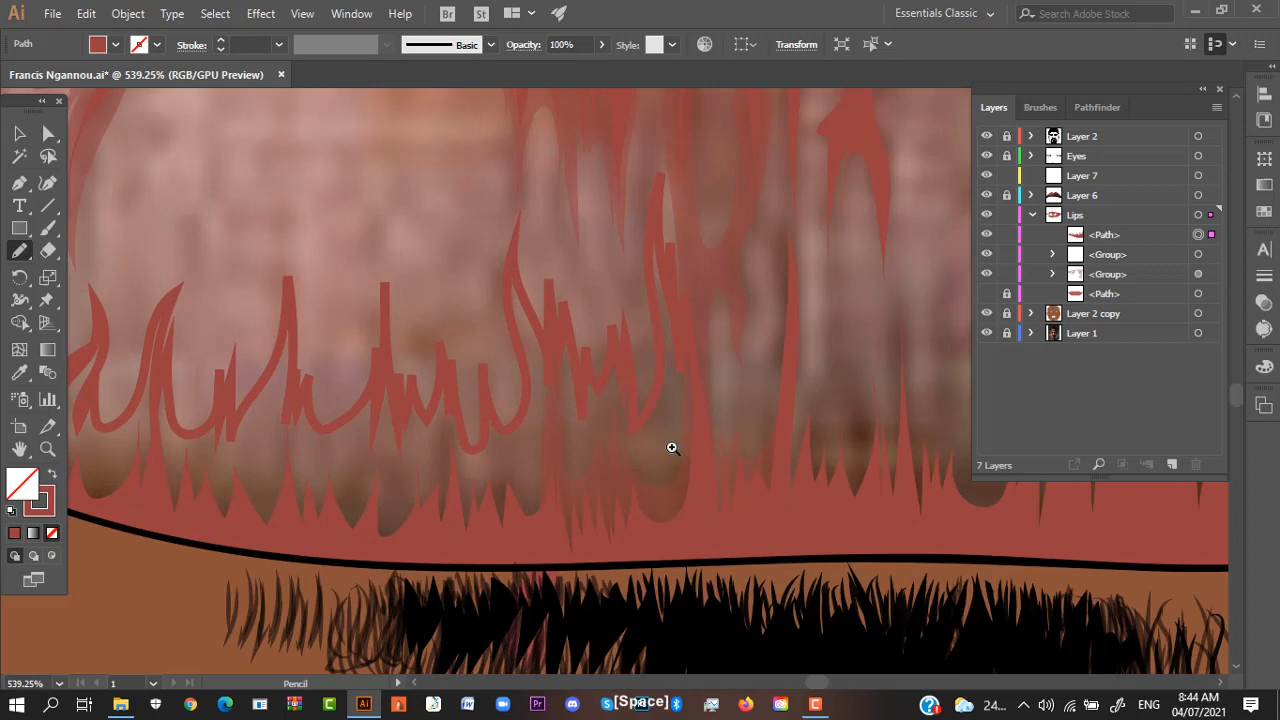 Ai File Edit Object Type Select Effect View Window Help Br St Essentials Classic Search Adobe Stock
Path Stroke: Basic Opacity: 100% Style: Transform
Francis Ngannou.ai* @ 539.25% (RGB/GPU Preview)
Layers Brushes Pathfinder
Layer 2
Eyes
Layer 7
Layer 6
Lips
<Path>
<Group>
<Group>
<Path>
Layer 2 copy
Layer 1
7 Layers
539.25% 1 Pencil
[Space]
24... ENG 8:44 AM
04/07/2021